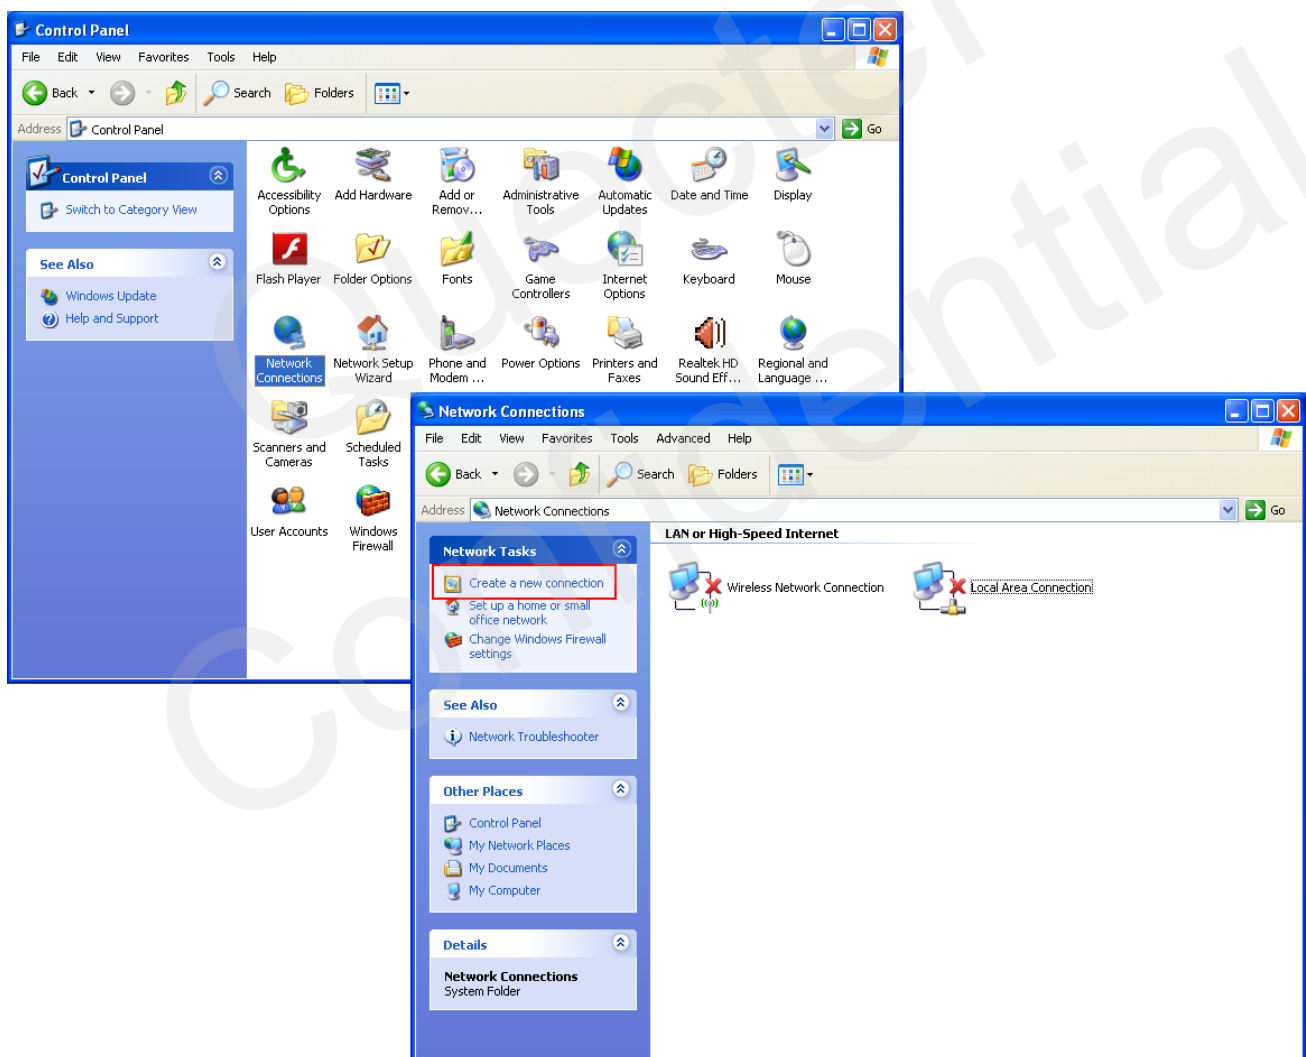 Control Panel
File Edit View Favorites Tools Help
Back Search Folders
Address Control Panel Go
Control Panel
Switch to Category View
See Also
Windows Update
Help and Support
Accessibility Options
Add Hardware
Add or Remov...
Administrative Tools
Automatic Updates
Date and Time
Display
Flash Player
Folder Options
Fonts
Game Controllers
Internet Options
Keyboard
Mouse
Network Connections
Network Setup Wizard
Phone and Modem ...
Power Options
Printers and Faxes
Realtek HD Sound Eff...
Regional and Language ...
Scanners and Cameras
Scheduled Tasks
User Accounts
Windows Firewall
Network Connections
File Edit View Favorites Tools Advanced Help
Back Search Folders
Address Network Connections Go
Network Tasks
Create a new connection
Set up a home or small
office network
Change Windows Firewall
settings
See Also
Network Troubleshooter
Other Places
Control Panel
My Network Places
My Documents
My Computer
Details
Network Connections
System Folder
LAN or High-Speed Internet
Wireless Network Connection
Local Area Connection
Quectel
Confidential